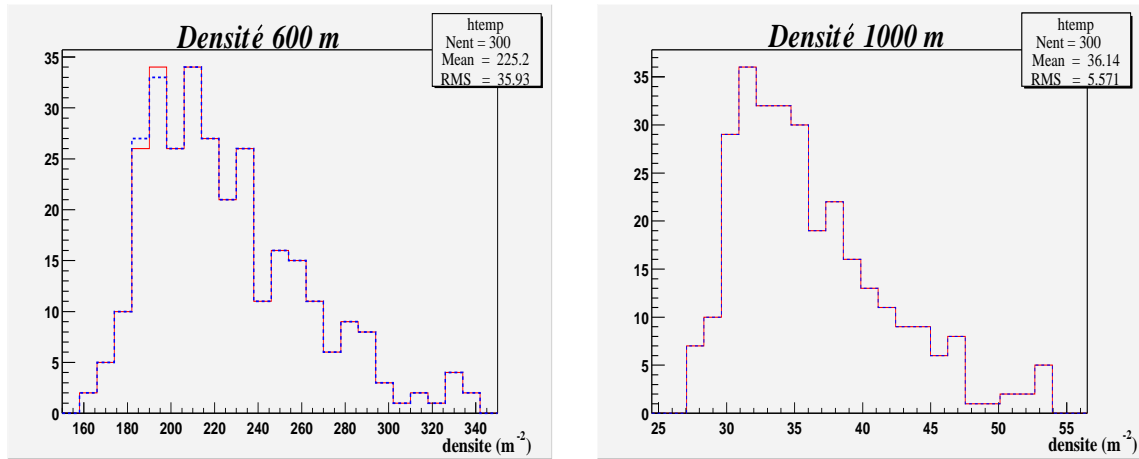 Densité 600 m
htemp
Nent = 300
Mean = 225.2
RMS = 35.93
35
30
25
20
15
10
5
0
160 180 200 220 240 260 280 300 320 340
densite (m-2)
Densité 1000 m
htemp
Nent = 300
Mean = 36.14
RMS = 5.571
35
30
25
20
15
10
5
0
25 30 35 40 45 50 55
densite (m-2)